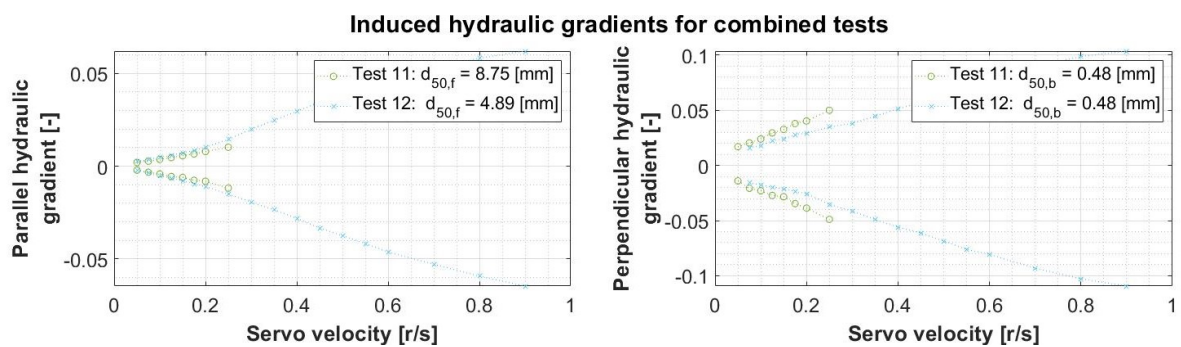 Induced hydraulic gradients for combined tests
Parallel hydraulic
gradient [-]
0.05
0
-0.05
Test 11: d50,f = 8.75 [mm]
Test 12: d50,f = 4.89 [mm]
0
0.2
0.4
0.6
0.8
1
Servo velocity [r/s]
Perpendicular hydraulic
gradient [-]
0.1
0.05
0
-0.05
-0.1
Test 11: d50,b = 0.48 [mm]
Test 12: d50,b = 0.48 [mm]
0
0.2
0.4
0.6
0.8
1
Servo velocity [r/s]